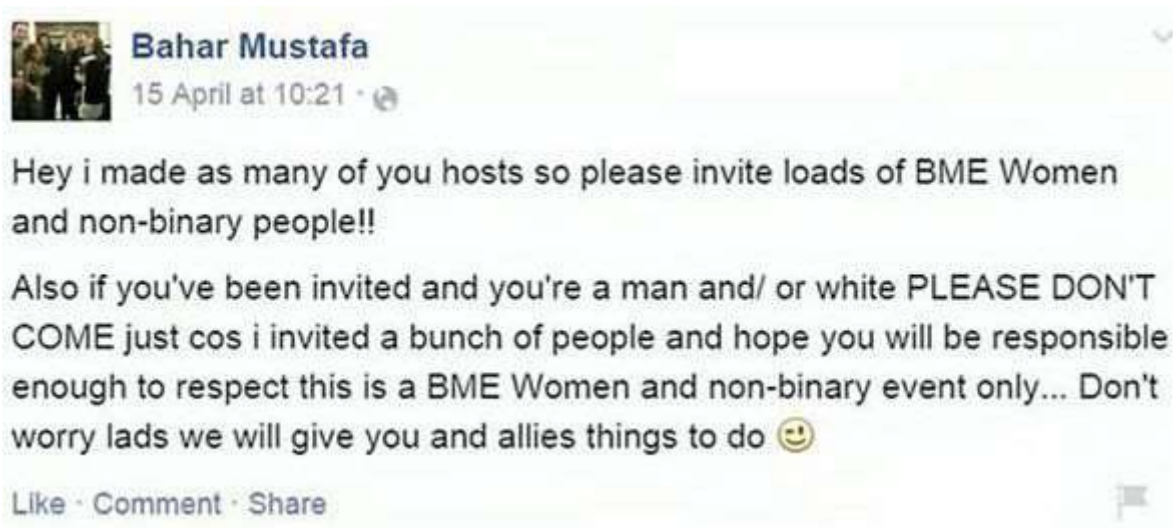 Bahar Mustafa
15 April at 10:21 ·
Hey i made as many of you hosts so please invite loads of BME Women
and non-binary people!!
Also if you've been invited and you're a man and/ or white PLEASE DON'T
COME just cos i invited a bunch of people and hope you will be responsible
enough to respect this is a BME Women and non-binary event only... Don't
worry lads we will give you and allies things to do 😉
Like · Comment · Share